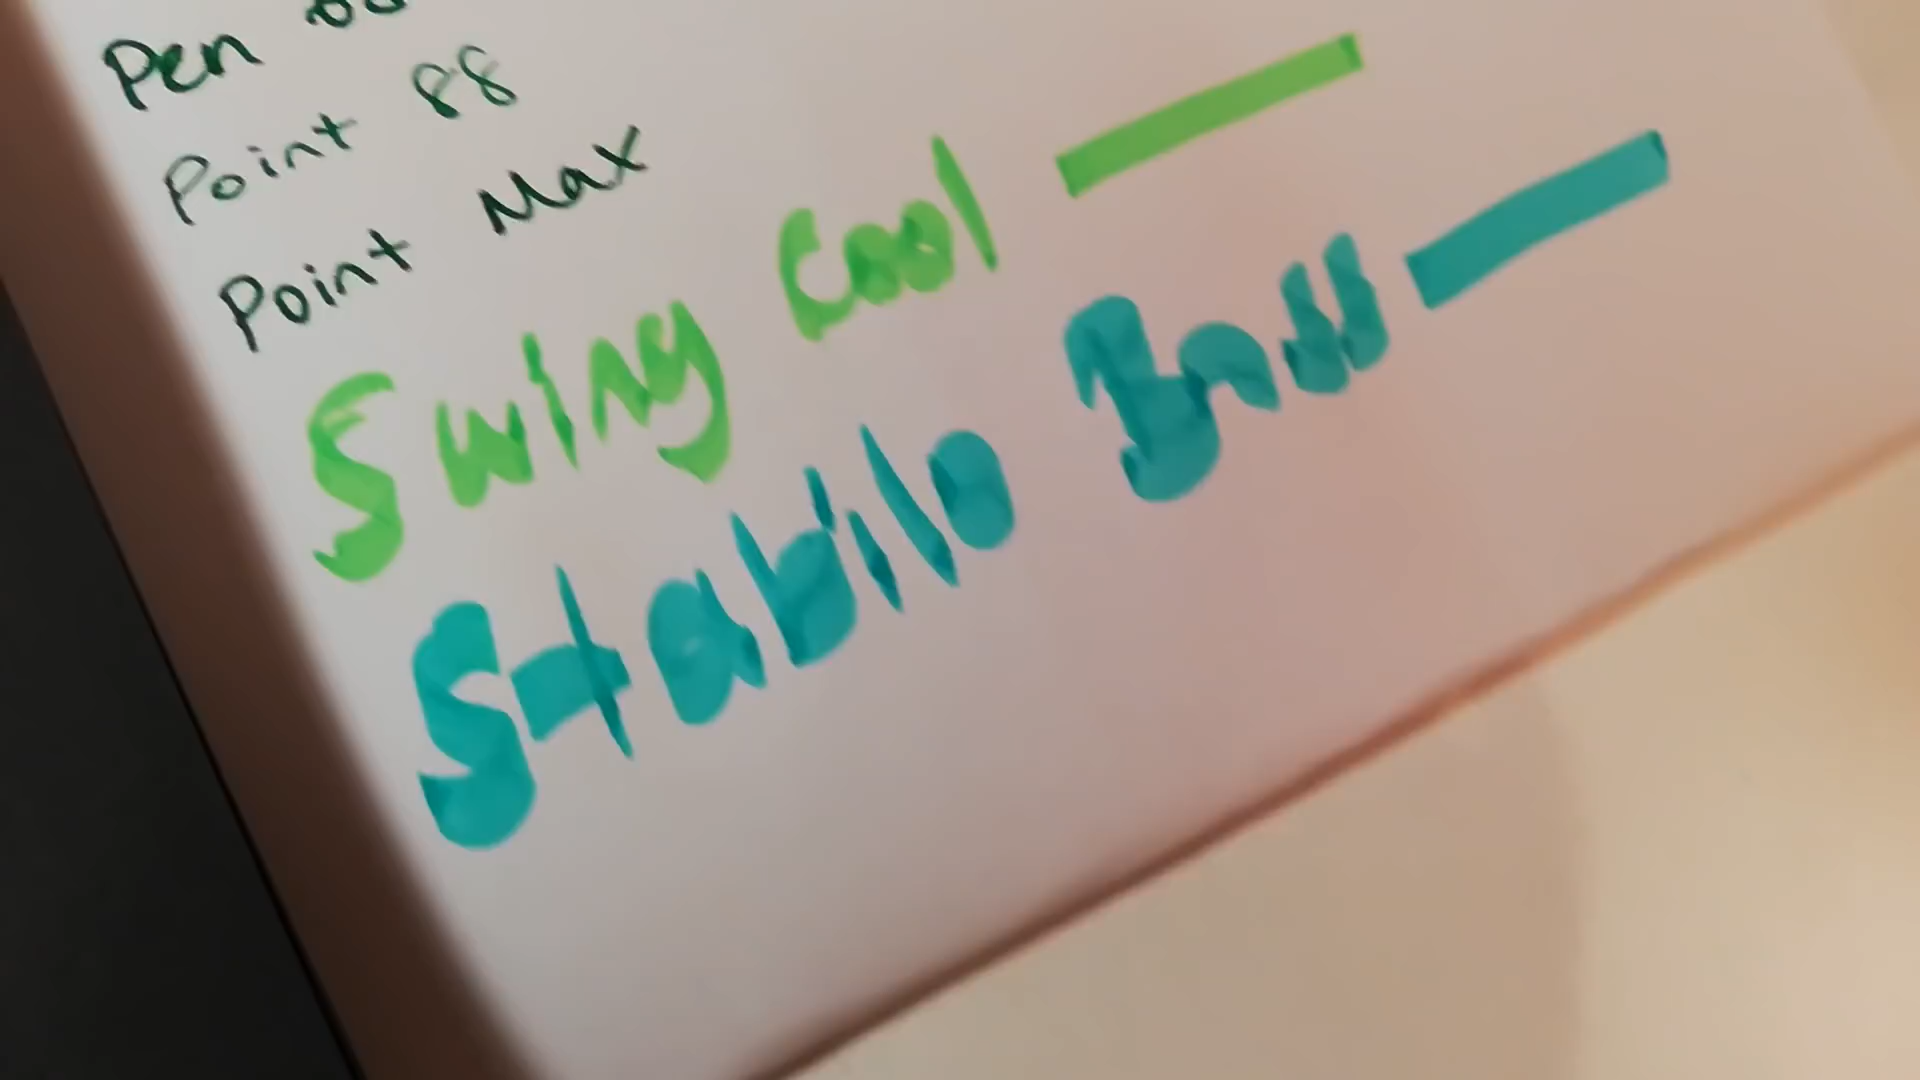 Pen
Point 88
Point Max
Swing Cool
Stabilo Boss